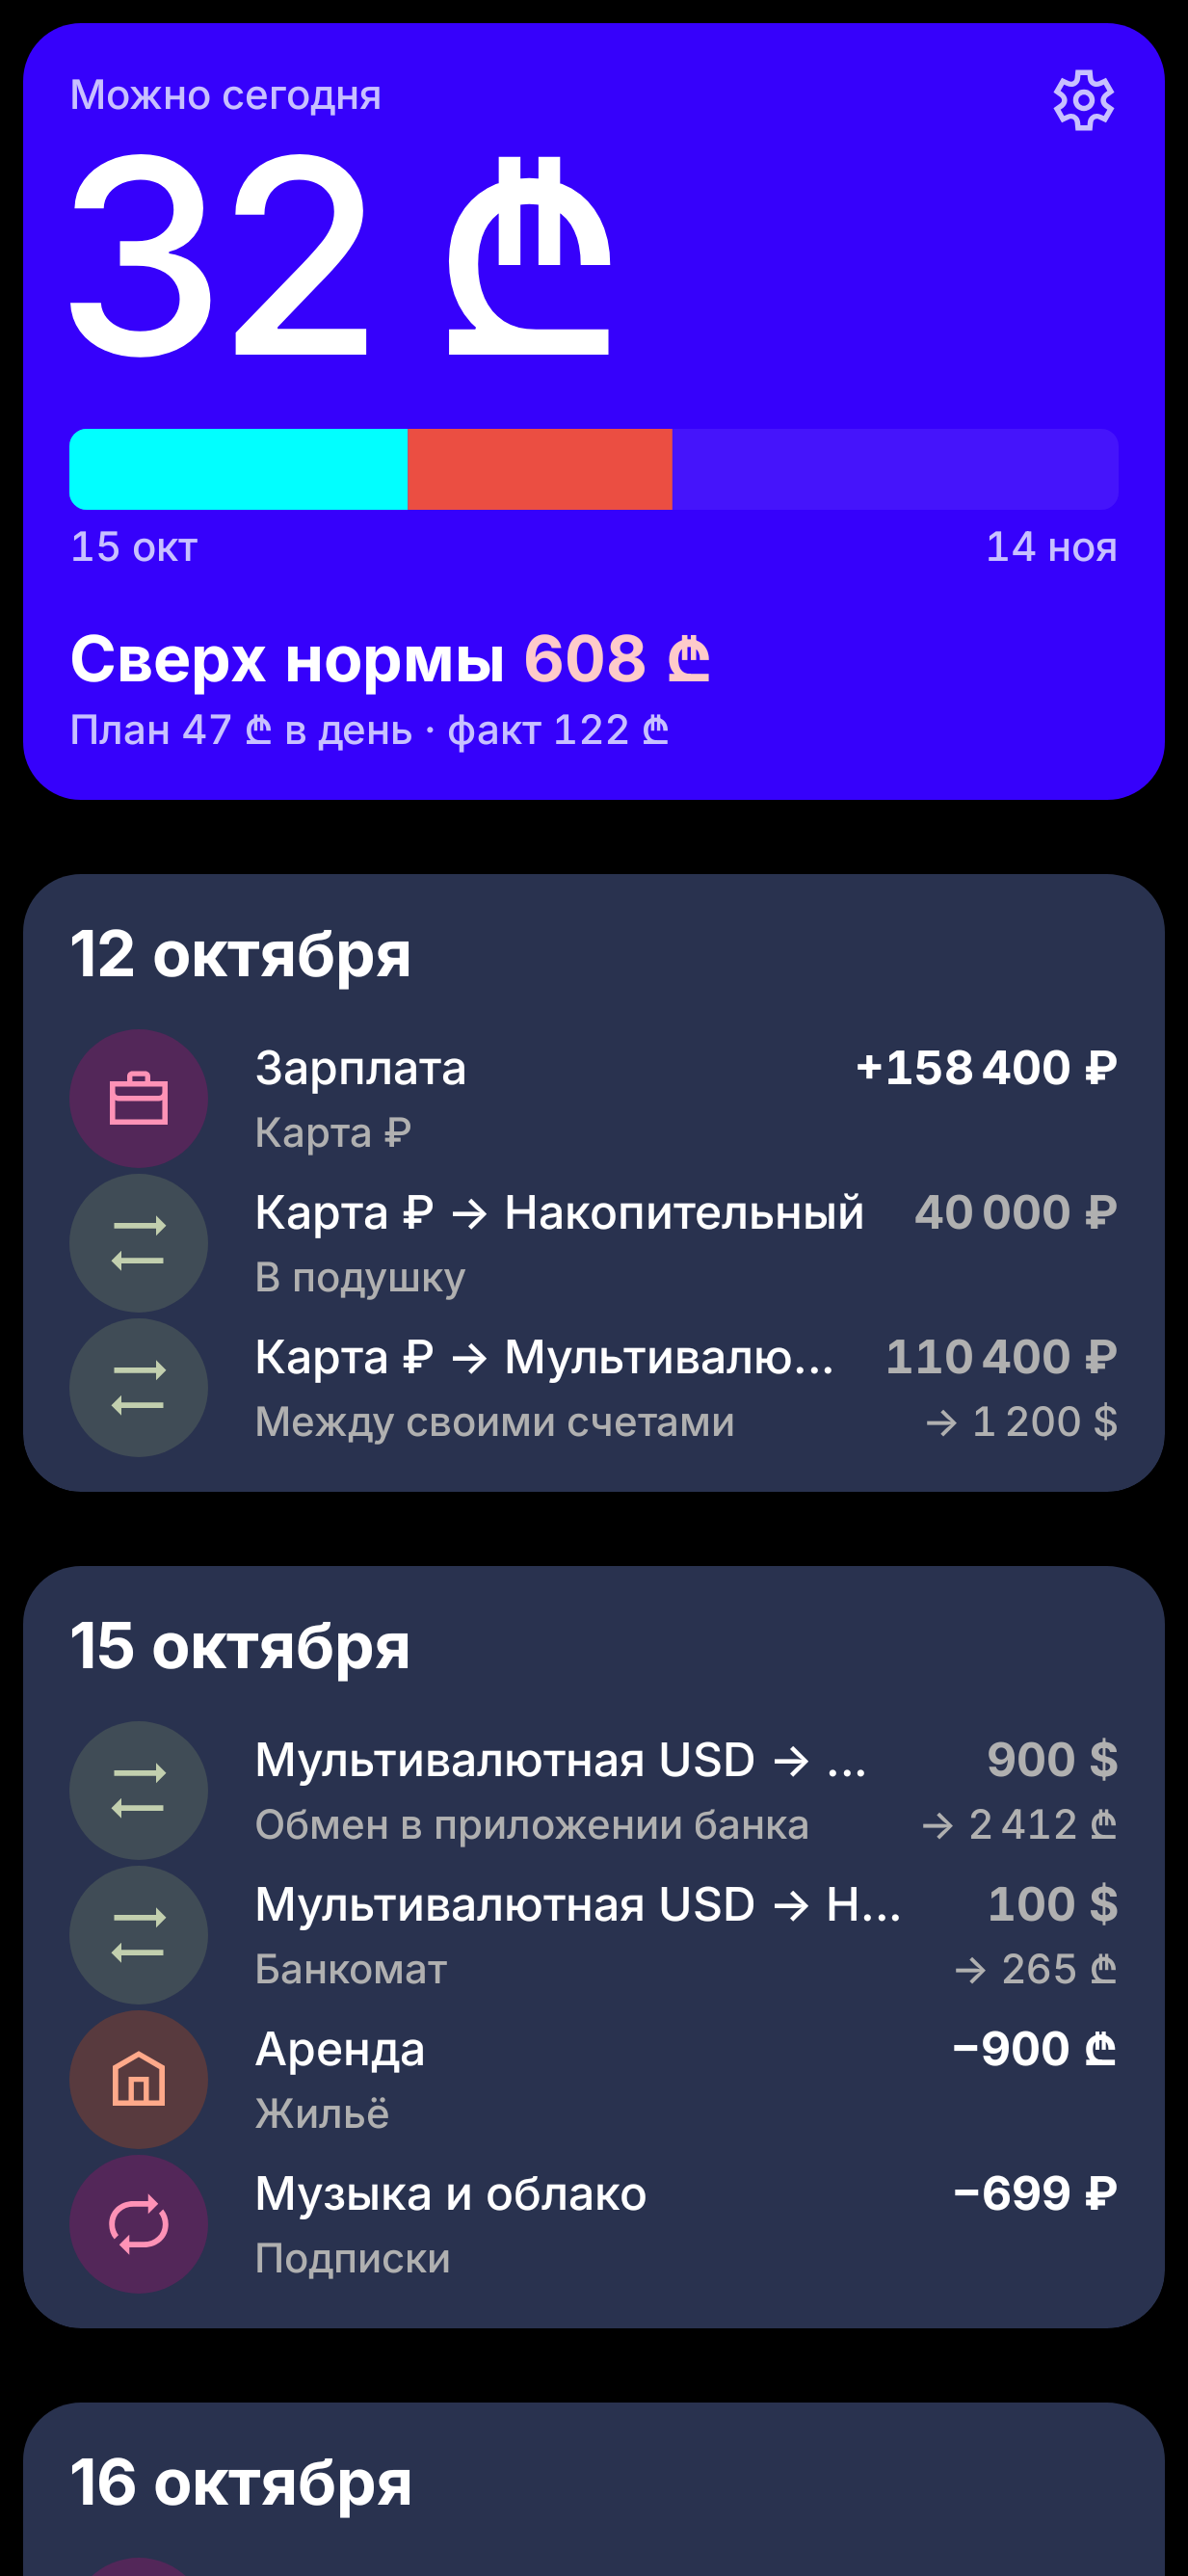 Можно сегодня
32 ₾
15 окт
14 ноя
Сверх нормы 608 ₾
План 47 ₾ в день · факт 122 ₾
12 октября
Зарплата +158 400 ₽
Карта ₽
Карта ₽ → Накопительный 40 000 ₽
В подушку
Карта ₽ → Мультивалю... 110 400 ₽
Между своими счетами → 1 200 $
15 октября
Мультивалютная USD → ... 900 $
Обмен в приложении банка → 2 412 ₾
Мультивалютная USD → Н... 100 $
Банкомат → 265 ₾
Аренда −900 ₾
Жильё
Музыка и облако −699 ₽
Подписки
16 октября